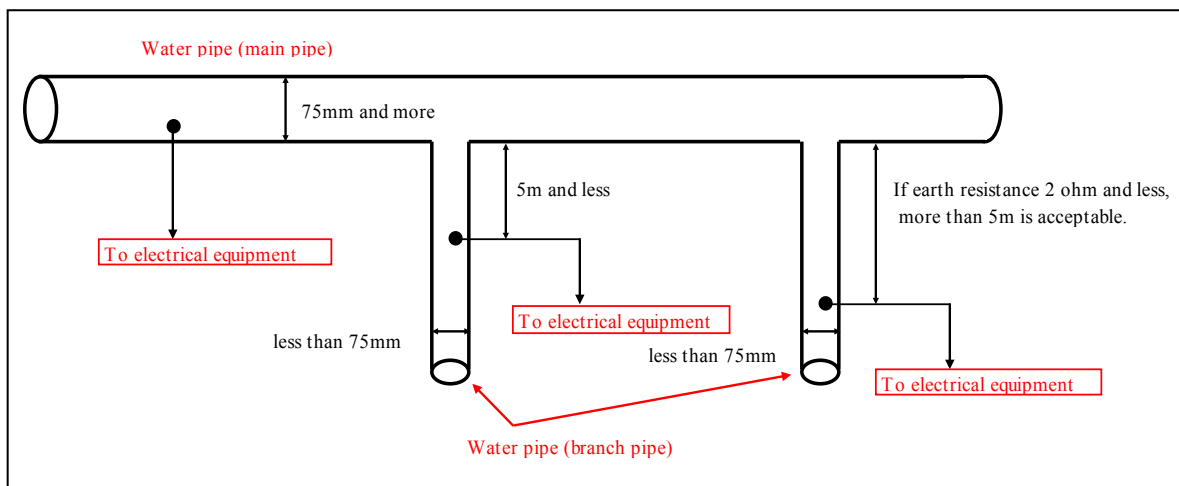 Water pipe (main pipe)
75mm and more
5m and less
If earth resistance 2 ohm and less,
more than 5m is acceptable.
To electrical equipment
To electrical equipment
less than 75mm
less than 75mm
To electrical equipment
Water pipe (branch pipe)